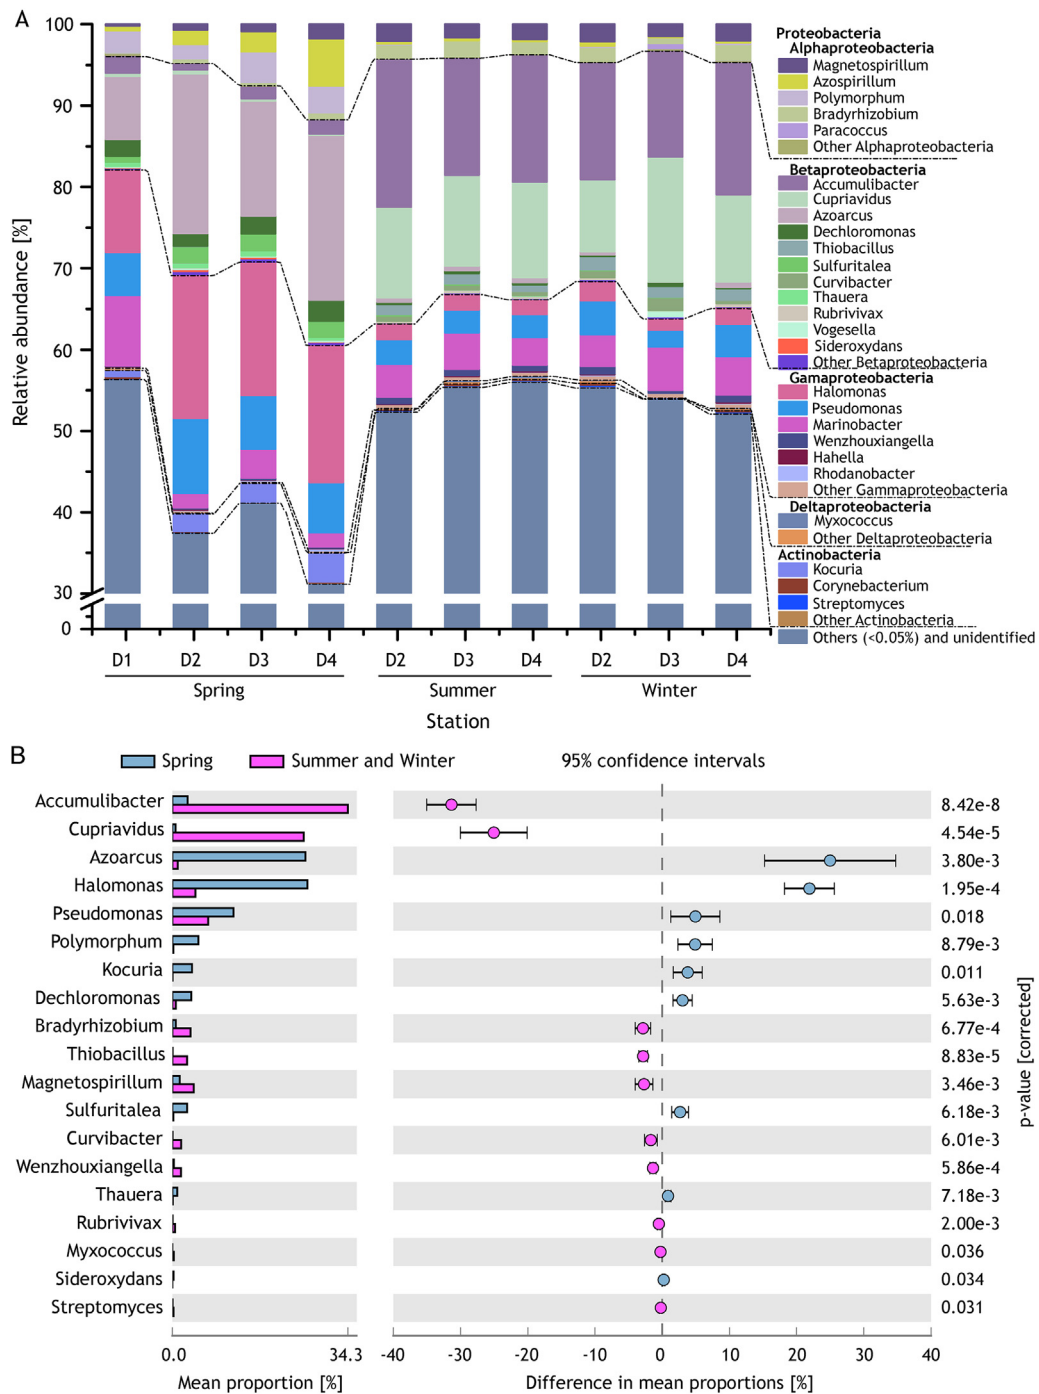 A
Relative abundance [%]
100
90
80
70
60
50
40
30
0
D1 D2 D3 D4 D2 D3 D4 D2 D3 D4
Spring Summer Winter
Station
Proteobacteria
Alphaproteobacteria
Magnetospirillum
Azospirillum
Polymorphum
Bradyrhizobium
Paracoccus
Other Alphaproteobacteria
Betaproteobacteria
Accumulibacter
Cupriavidus
Azoarcus
Dechloromonas
Thiobacillus
Sulfuritalea
Curvibacter
Thauera
Rubrivivax
Vogesella
Sideroxydans
Other Betaproteobacteria
Gamaproteobacteria
Halomonas
Pseudomonas
Marinobacter
Wenzhouxiangella
Hahella
Rhodanobacter
Other Gammaproteobacteria
Deltaproteobacteria
Myxococcus
Other Deltaproteobacteria
Actinobacteria
Kocuria
Corynebacterium
Streptomyces
Other Actinobacteria
Others (<0.05%) and unidentified
B
Spring Summer and Winter 95% confidence intervals
Accumulibacter 8.42e-8
Cupriavidus 4.54e-5
Azoarcus 3.80e-3
Halomonas 1.95e-4
Pseudomonas 0.018
Polymorphum 8.79e-3
Kocuria 0.011
Dechloromonas 5.63e-3
Bradyrhizobium 6.77e-4
Thiobacillus 8.83e-5
Magnetospirillum 3.46e-3
Sulfuritalea 6.18e-3
Curvibacter 6.01e-3
Wenzhouxiangella 5.86e-4
Thauera 7.18e-3
Rubrivivax 2.00e-3
Myxococcus 0.036
Sideroxydans 0.034
Streptomyces 0.031
p-value [corrected]
0.0 34.3 -40 -30 -20 -10 0 10 20 30 40
Mean proportion [%] Difference in mean proportions [%]